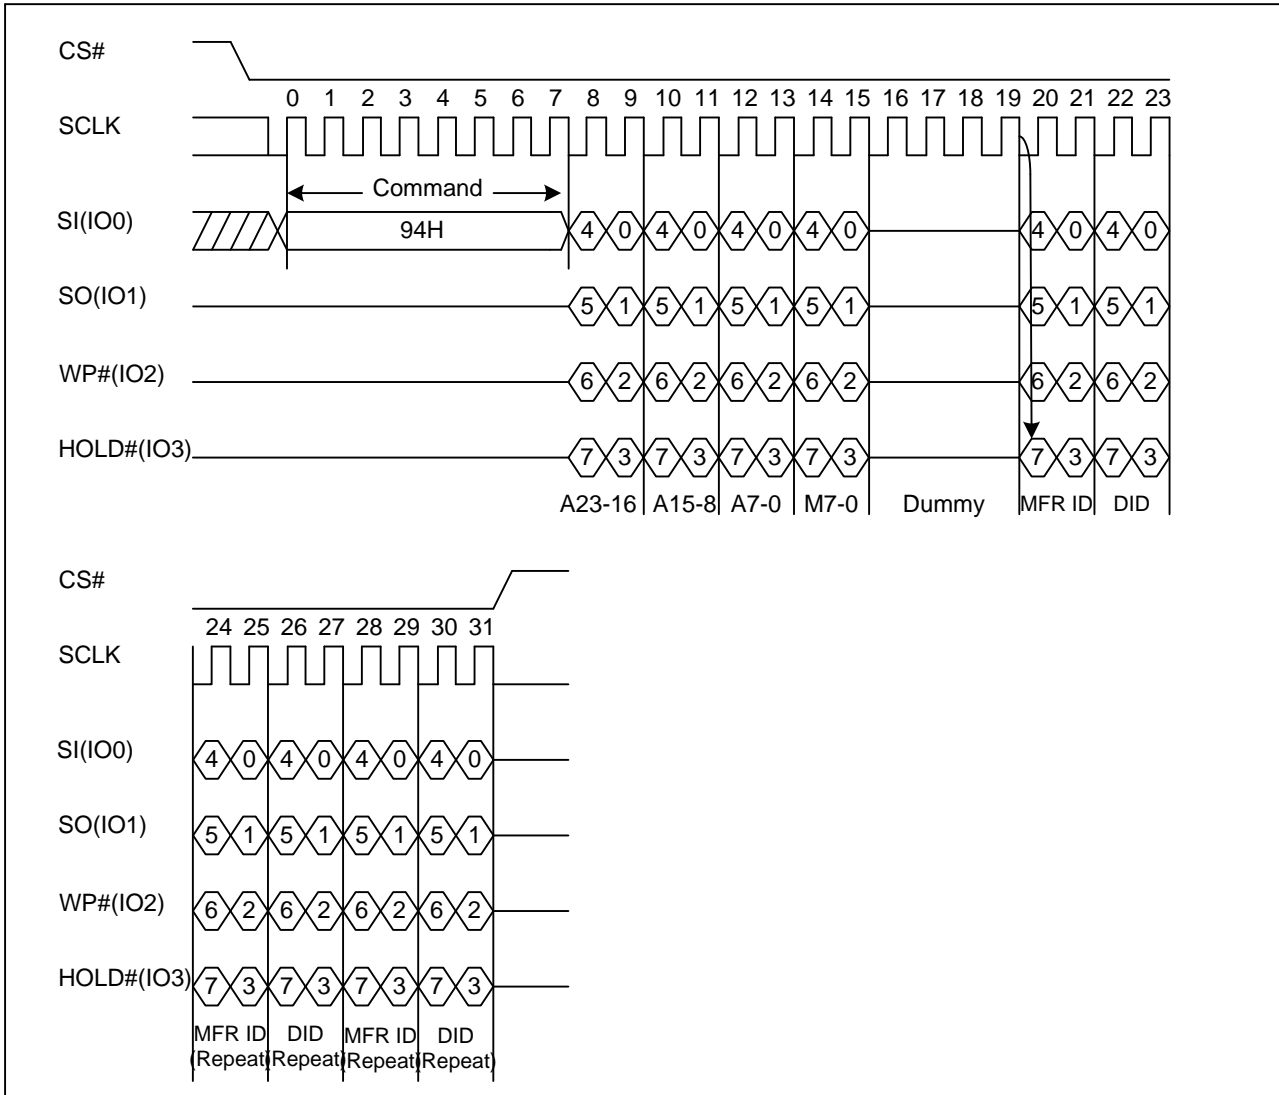 CS#
0 1 2 3 4 5 6 7 8 9 10 11 12 13 14 15 16 17 18 19 20 21 22 23
SCLK
Command
SI(IO0) 94H 4 0 4 0 4 0 4 0 4 0 4 0
SO(IO1) 5 1 5 1 5 1 5 1 5 1 5 1
WP#(IO2) 6 2 6 2 6 2 6 2 6 2 6 2
HOLD#(IO3) 7 3 7 3 7 3 7 3 7 3 7 3
A23-16 A15-8 A7-0 M7-0 Dummy MFR ID DID
CS#
24 25 26 27 28 29 30 31
SCLK
SI(IO0) 4 0 4 0 4 0 4 0
SO(IO1) 5 1 5 1 5 1 5 1
WP#(IO2) 6 2 6 2 6 2 6 2
HOLD#(IO3) 7 3 7 3 7 3 7 3
MFR ID DID MFR ID DID
(Repeat) (Repeat) (Repeat) (Repeat)